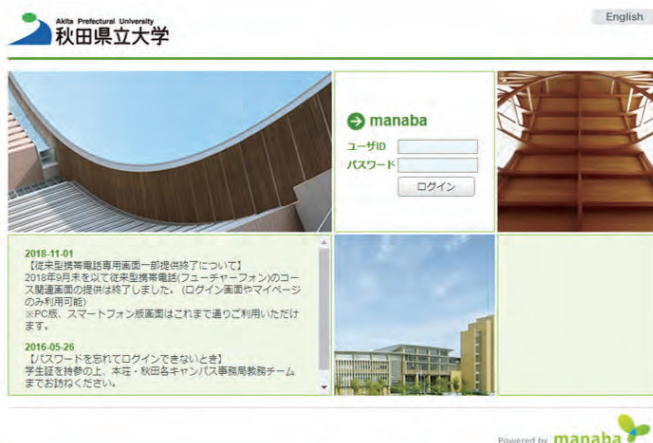 Akita Prefectural University
秋田県立大学
English
manaba
ユーザID
パスワード
ログイン
2018-11-01
【従来型携帯電話専用画面一部提供終了について】
2018年9月末を以て従来型携帯電話(フューチャーフォン)のコー
ス関連画面の提供は終了しました。(ログイン画面やマイページ
のみ利用可能)
※PC版、スマートフォン版画面はこれまで通りご利用いただけ
ます。
2016-05-26
【パスワードを忘れてログインできないとき】
学生証を持参の上、本荘・秋田各キャンパス事務局教務チーム
までお訪ねください。
Powered by manaba